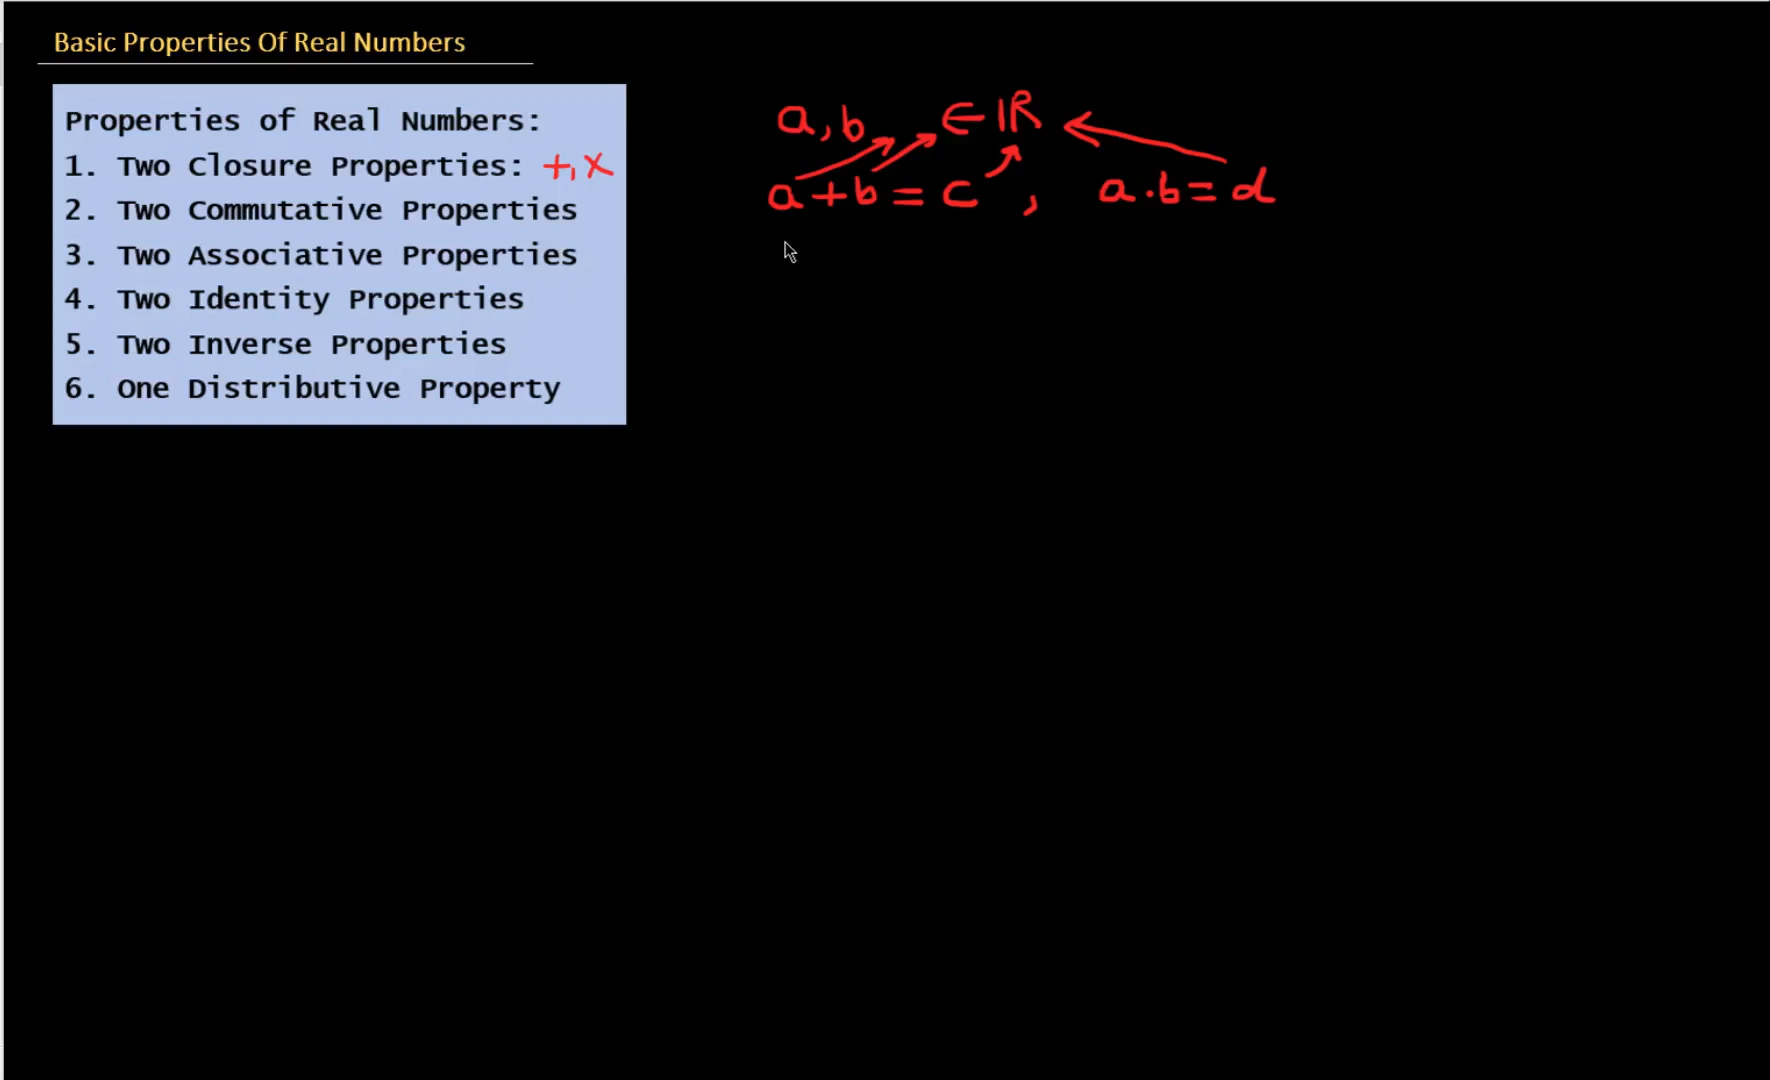 Basic Properties Of Real Numbers
Properties of Real Numbers:
1. Two Closure Properties: +, ×
2. Two Commutative Properties
3. Two Associative Properties
4. Two Identity Properties
5. Two Inverse Properties
6. One Distributive Property
a, b ∈ ℝ
a + b = c , a · b = d